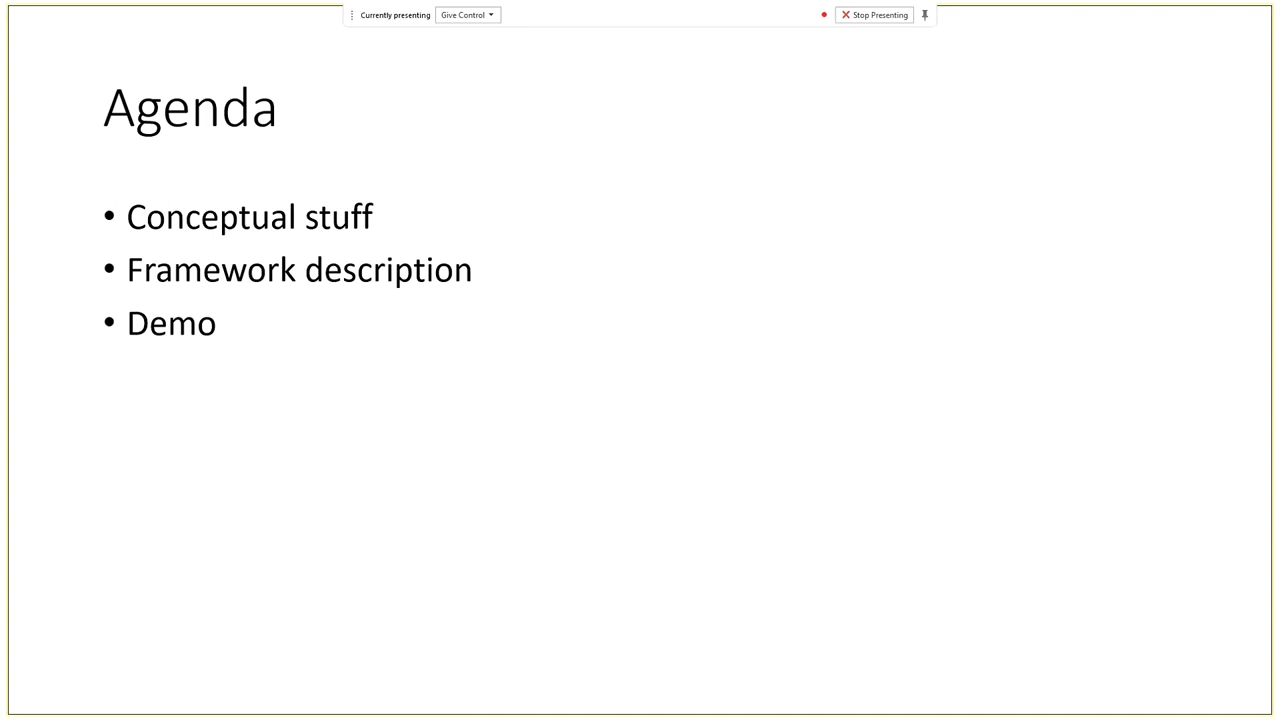 Currently presenting Give Control Stop Presenting
Agenda
• Conceptual stuff
• Framework description
• Demo